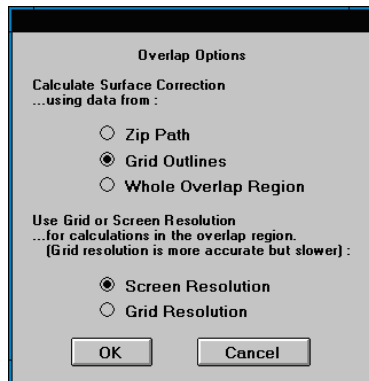 Overlap Options
Calculate Surface Correction
...using data from :
Zip Path
Grid Outlines
Whole Overlap Region
Use Grid or Screen Resolution
...for calculations in the overlap region.
(Grid resolution is more accurate but slower) :
Screen Resolution
Grid Resolution
OK Cancel